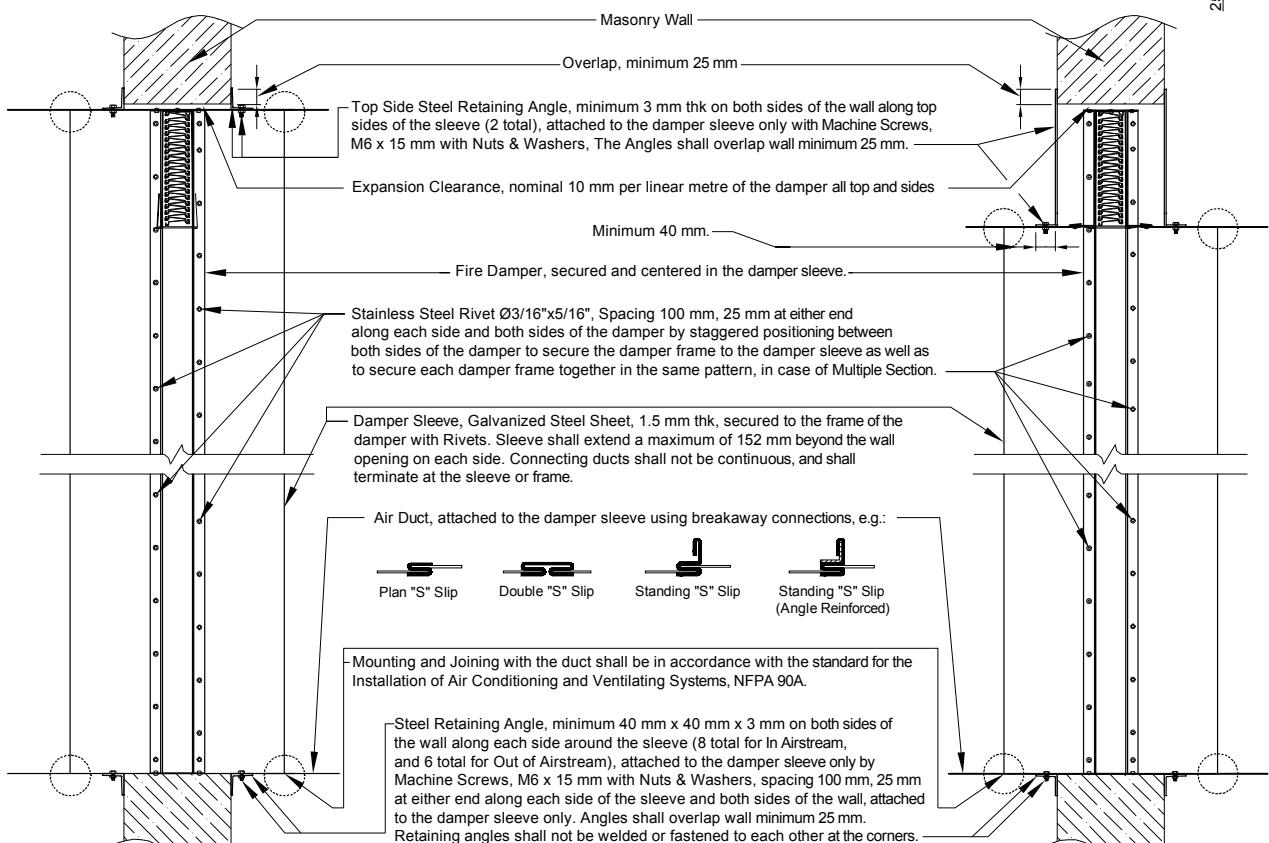 25
Masonry Wall
Overlap, minimum 25 mm
Top Side Steel Retaining Angle, minimum 3 mm thk on both sides of the wall along top
sides of the sleeve (2 total), attached to the damper sleeve only with Machine Screws,
M6 x 15 mm with Nuts & Washers, The Angles shall overlap wall minimum 25 mm.
Expansion Clearance, nominal 10 mm per linear metre of the damper all top and sides
Minimum 40 mm.
Fire Damper, secured and centered in the damper sleeve.
Stainless Steel Rivet Ø3/16"x5/16", Spacing 100 mm, 25 mm at either end
along each side and both sides of the damper by staggered positioning between
both sides of the damper to secure the damper frame to the damper sleeve as well as
to secure each damper frame together in the same pattern, in case of Multiple Section.
Damper Sleeve, Galvanized Steel Sheet, 1.5 mm thk, secured to the frame of the
damper with Rivets. Sleeve shall extend a maximum of 152 mm beyond the wall
opening on each side. Connecting ducts shall not be continuous, and shall
terminate at the sleeve or frame.
Air Duct, attached to the damper sleeve using breakaway connections, e.g.:
Plan "S" Slip
Double "S" Slip
Standing "S" Slip
Standing "S" Slip
(Angle Reinforced)
Mounting and Joining with the duct shall be in accordance with the standard for the
Installation of Air Conditioning and Ventilating Systems, NFPA 90A.
Steel Retaining Angle, minimum 40 mm x 40 mm x 3 mm on both sides of
the wall along each side around the sleeve (8 total for In Airstream,
and 6 total for Out of Airstream), attached to the damper sleeve only by
Machine Screws, M6 x 15 mm with Nuts & Washers, spacing 100 mm, 25 mm
at either end along each side of the sleeve and both sides of the wall, attached
to the damper sleeve only. Angles shall overlap wall minimum 25 mm.
Retaining angles shall not be welded or fastened to each other at the corners.